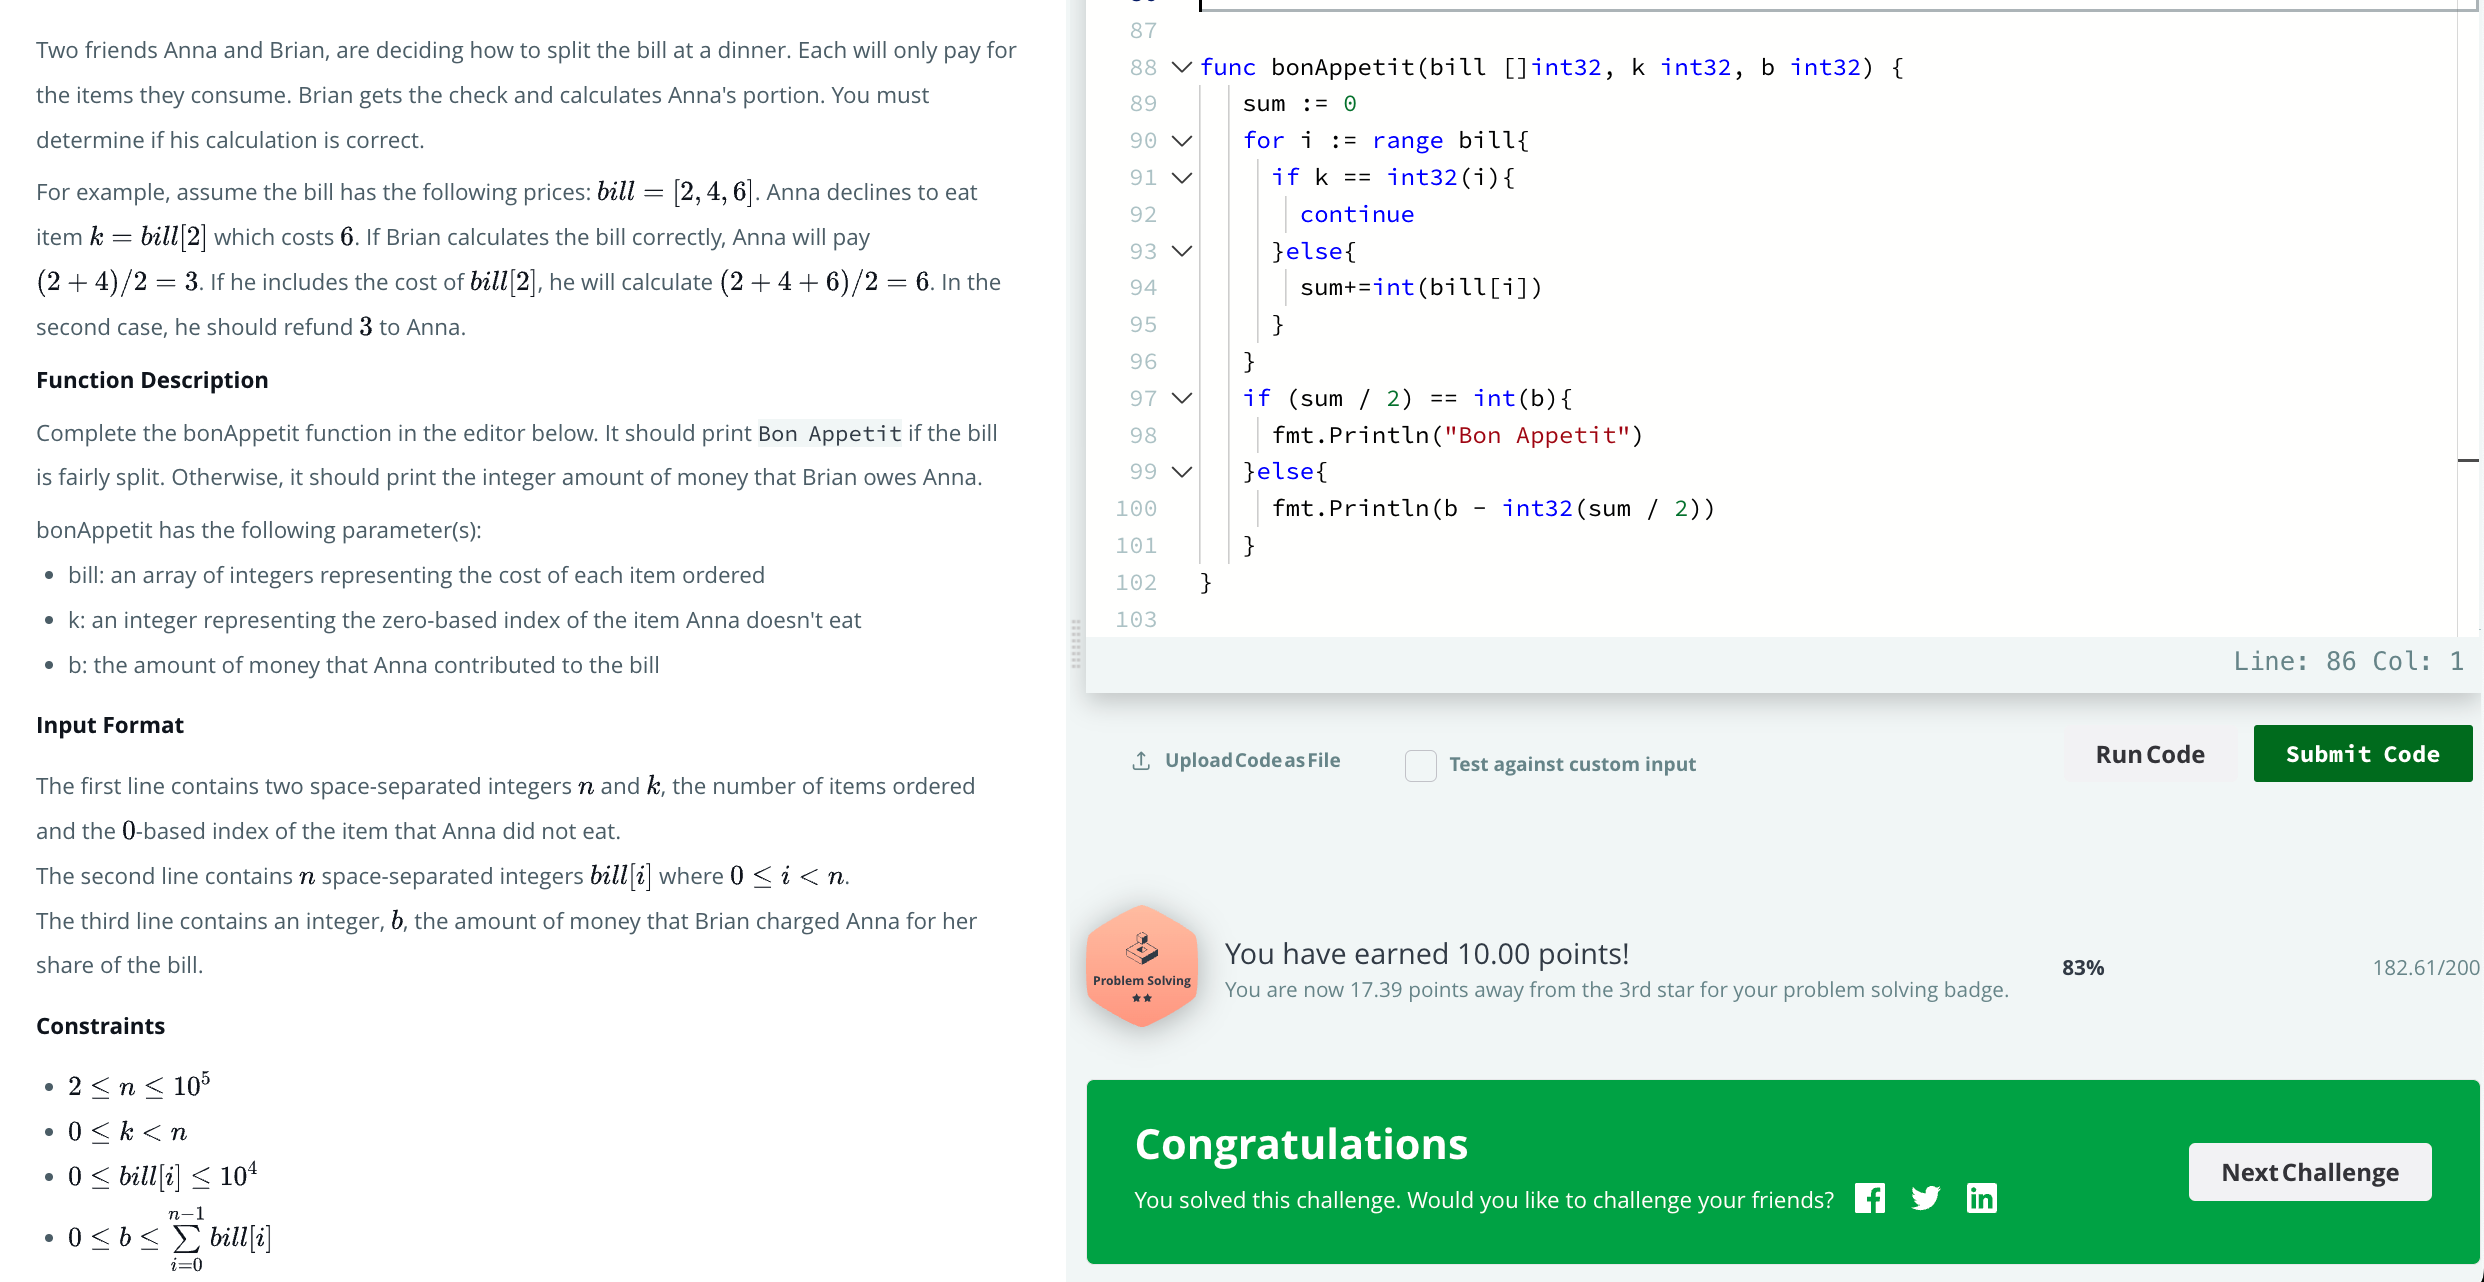 Two friends Anna and Brian, are deciding how to split the bill at a dinner. Each will only pay for
the items they consume. Brian gets the check and calculates Anna's portion. You must
determine if his calculation is correct.
For example, assume the bill has the following prices: bill = [2, 4, 6]. Anna declines to eat
item k = bill[2] which costs 6. If Brian calculates the bill correctly, Anna will pay
(2 + 4)/2 = 3. If he includes the cost of bill[2], he will calculate (2 + 4 + 6)/2 = 6. In the
second case, he should refund 3 to Anna.
Function Description
Complete the bonAppetit function in the editor below. It should print Bon Appetit if the bill
is fairly split. Otherwise, it should print the integer amount of money that Brian owes Anna.
bonAppetit has the following parameter(s):
• bill: an array of integers representing the cost of each item ordered
• k: an integer representing the zero-based index of the item Anna doesn't eat
• b: the amount of money that Anna contributed to the bill
Input Format
The first line contains two space-separated integers n and k, the number of items ordered
and the 0-based index of the item that Anna did not eat.
The second line contains n space-separated integers bill[i] where 0 ≤ i < n.
The third line contains an integer, b, the amount of money that Brian charged Anna for her
share of the bill.
Constraints
• 2 ≤ n ≤ 10^5
• 0 ≤ k < n
• 0 ≤ bill[i] ≤ 10^4
• 0 ≤ b ≤ ∑_{i=0}^{n−1} bill[i]
87
88 func bonAppetit(bill []int32, k int32, b int32) {
89 sum := 0
90 for i := range bill{
91 if k == int32(i){
92 continue
93 }else{
94 sum+=int(bill[i])
95 }
96 }
97 if (sum / 2) == int(b){
98 fmt.Println("Bon Appetit")
99 }else{
100 fmt.Println(b - int32(sum / 2))
101 }
102 }
103
Line: 86 Col: 1
Upload Code as File
Test against custom input
Run Code
Submit Code
Problem Solving
You have earned 10.00 points!
You are now 17.39 points away from the 3rd star for your problem solving badge.
83%
182.61/200
Congratulations
You solved this challenge. Would you like to challenge your friends?
Next Challenge